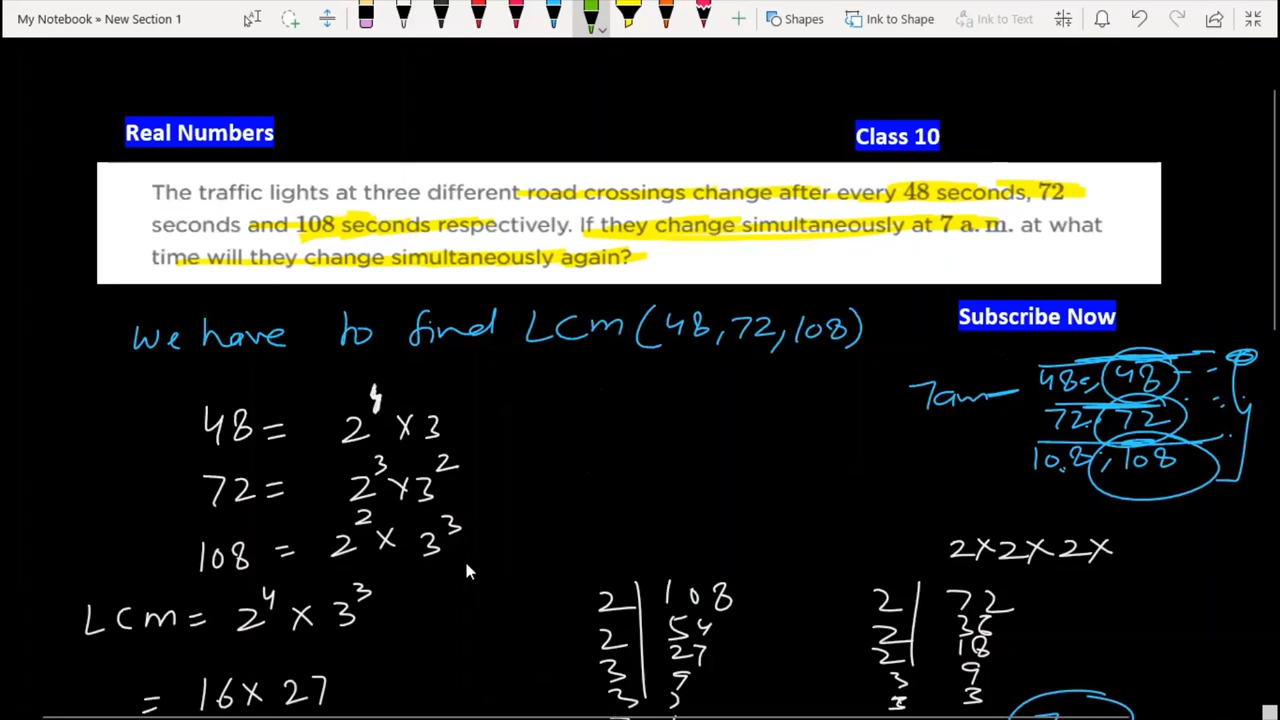 My Notebook » New Section 1
Shapes
Ink to Shape
Ink to Text
Real Numbers
Class 10
The traffic lights at three different road crossings change after every 48 seconds, 72
seconds and 108 seconds respectively. If they change simultaneously at 7 a.m. at what
time will they change simultaneously again?
We have to find LCm (48,72,108)
Subscribe Now
7am
48, 48
72, 72
108, 108
48 = 2⁴ × 3
72 = 2³ × 3²
108 = 2² × 3³
LCm = 2⁴ × 3³
= 16 × 27
2 108
2 54
3 27
3 9
3
2×2×2×
2 72
2 36
2 18
3 9
3 3